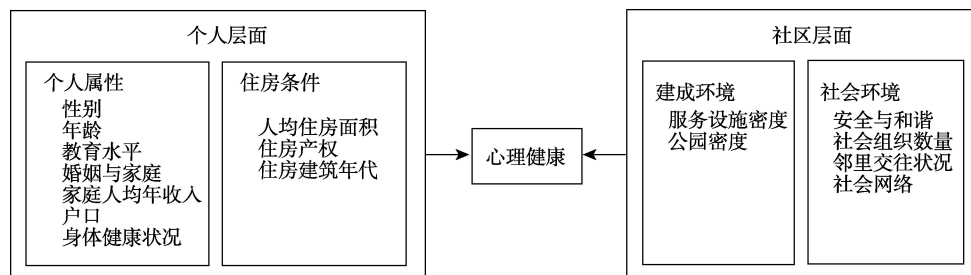 个人层面
个人属性
性别
年龄
教育水平
婚姻与家庭
家庭人均年收入
户口
身体健康状况
住房条件
人均住房面积
住房产权
住房建筑年代
心理健康
社区层面
建成环境
服务设施密度
公园密度
社会环境
安全与和谐
社会组织数量
邻里交往状况
社会网络